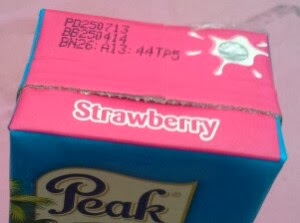 PD250713
BB250414
BN26: A13: 44TP5
Strawberry
Peak